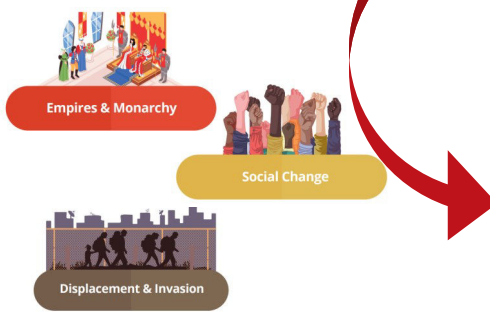 Empires & Monarchy
Social Change
Displacement & Invasion